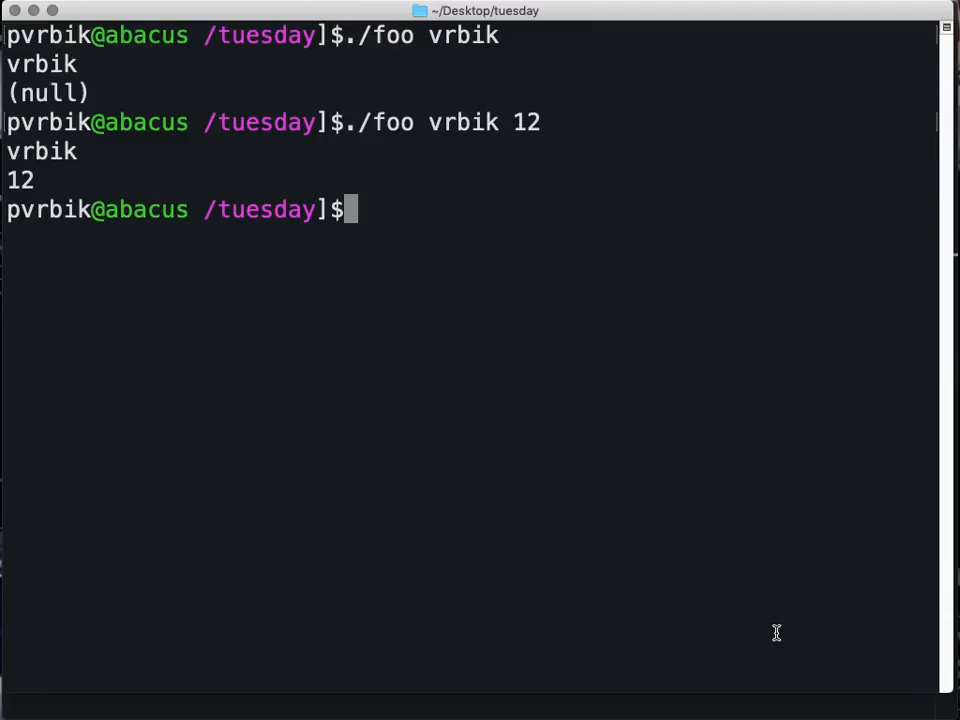 ~/Desktop/tuesday
pvrbik@abacus /tuesday]$./foo vrbik
vrbik
(null)
pvrbik@abacus /tuesday]$./foo vrbik 12
vrbik
12
pvrbik@abacus /tuesday]$